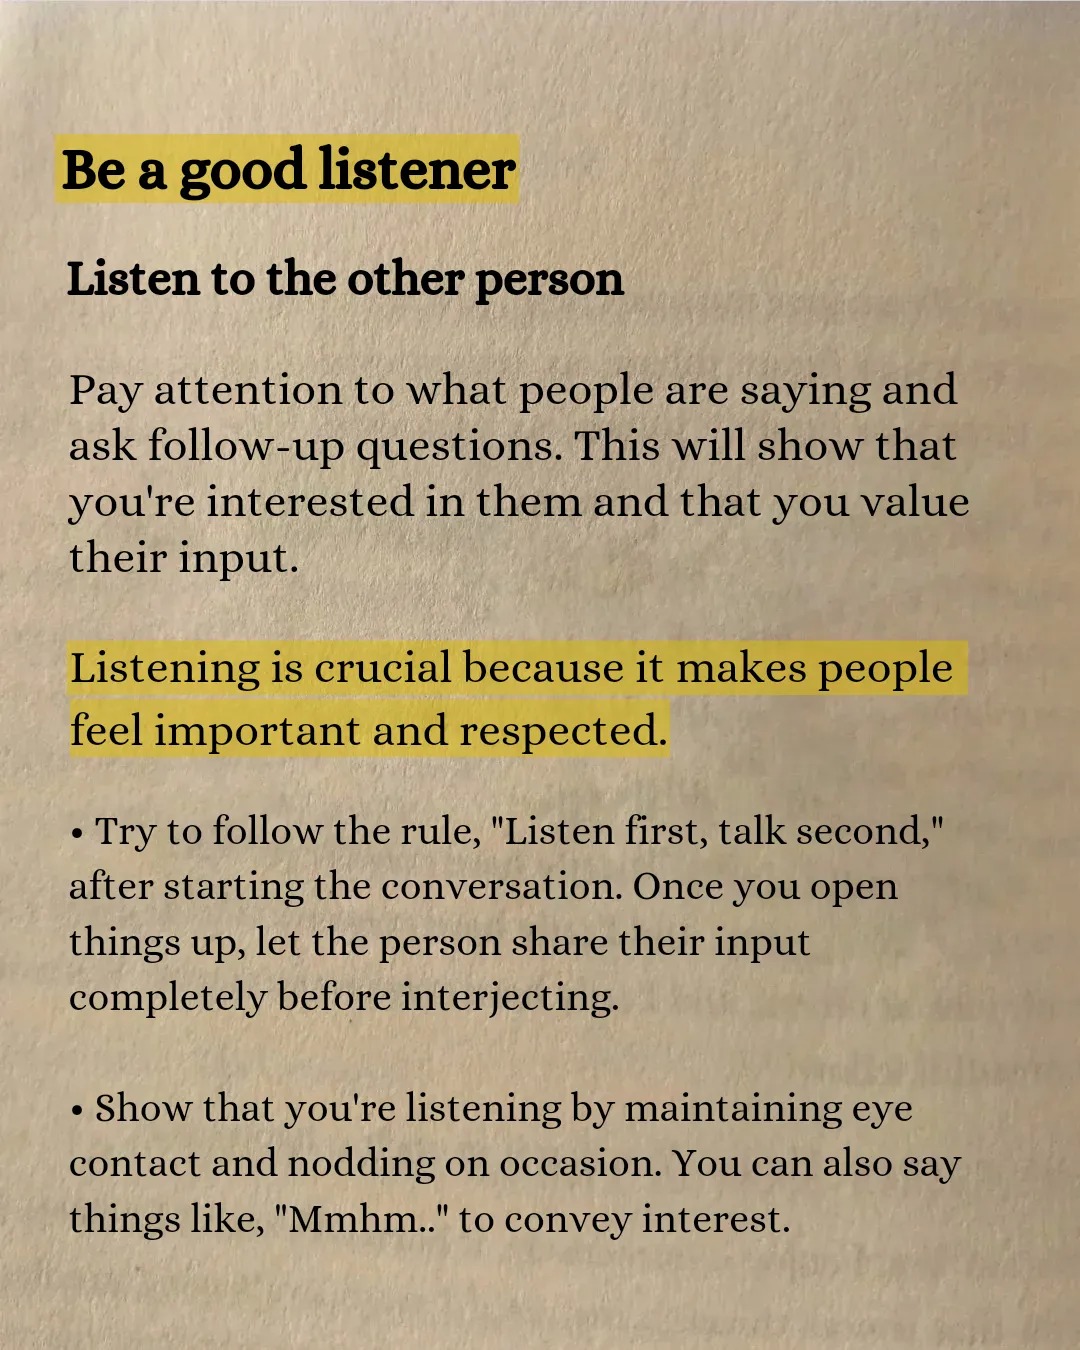 Be a good listener
Listen to the other person
Pay attention to what people are saying and
ask follow-up questions. This will show that
you're interested in them and that you value
their input.
Listening is crucial because it makes people
feel important and respected.
• Try to follow the rule, "Listen first, talk second,"
after starting the conversation. Once you open
things up, let the person share their input
completely before interjecting.
• Show that you're listening by maintaining eye
contact and nodding on occasion. You can also say
things like, "Mmhm.." to convey interest.